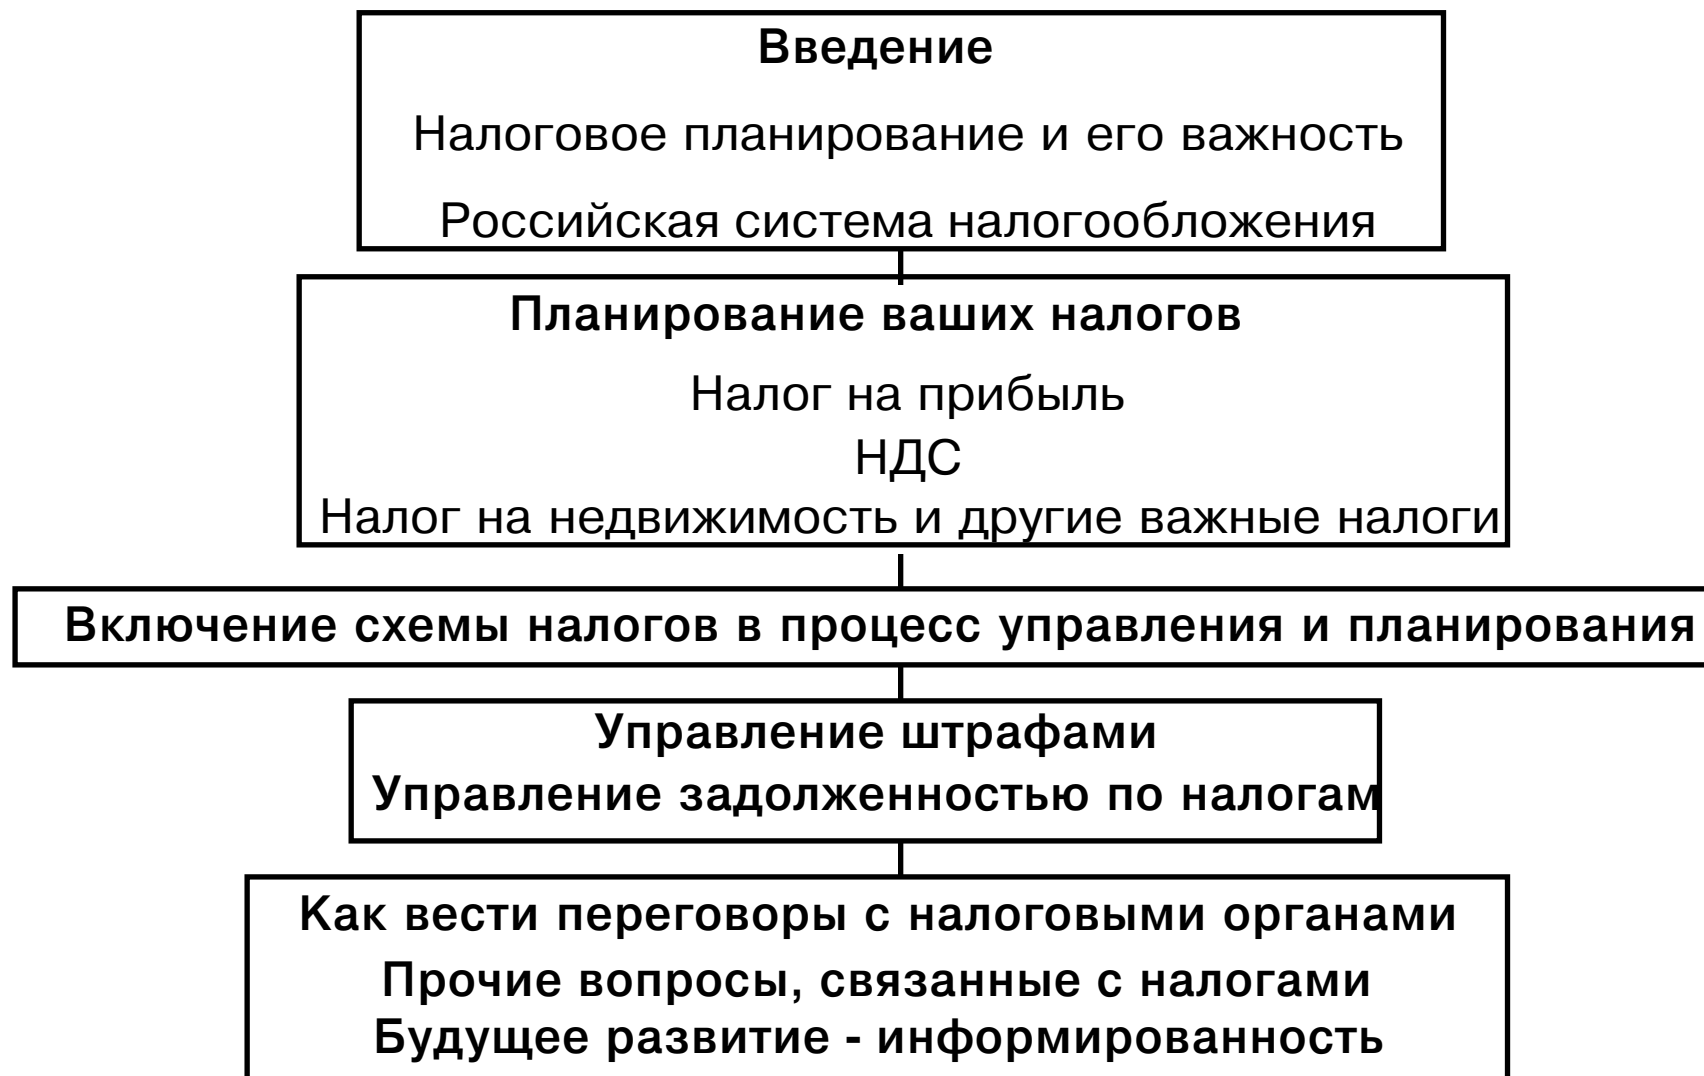 Введение
Налоговое планирование и его важность
Российская система налогообложения
Планирование ваших налогов
Налог на прибыль
НДС
Налог на недвижимость и другие важные налоги
Включение схемы налогов в процесс управления и планирования
Управление штрафами
Управление задолженностью по налогам
Как вести переговоры с налоговыми органами
Прочие вопросы, связанные с налогами
Будущее развитие - информированность